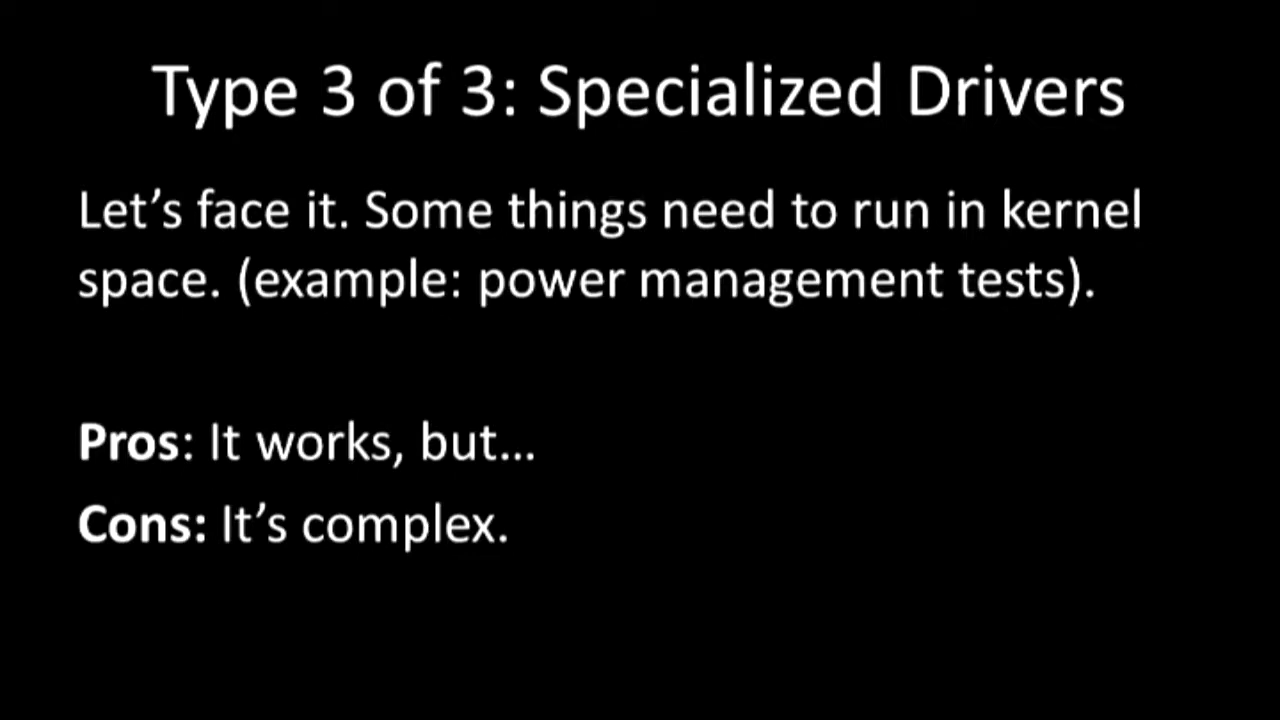 Type 3 of 3: Specialized Drivers
Let’s face it. Some things need to run in kernel
space. (example: power management tests).
Pros: It works, but…
Cons: It’s complex.